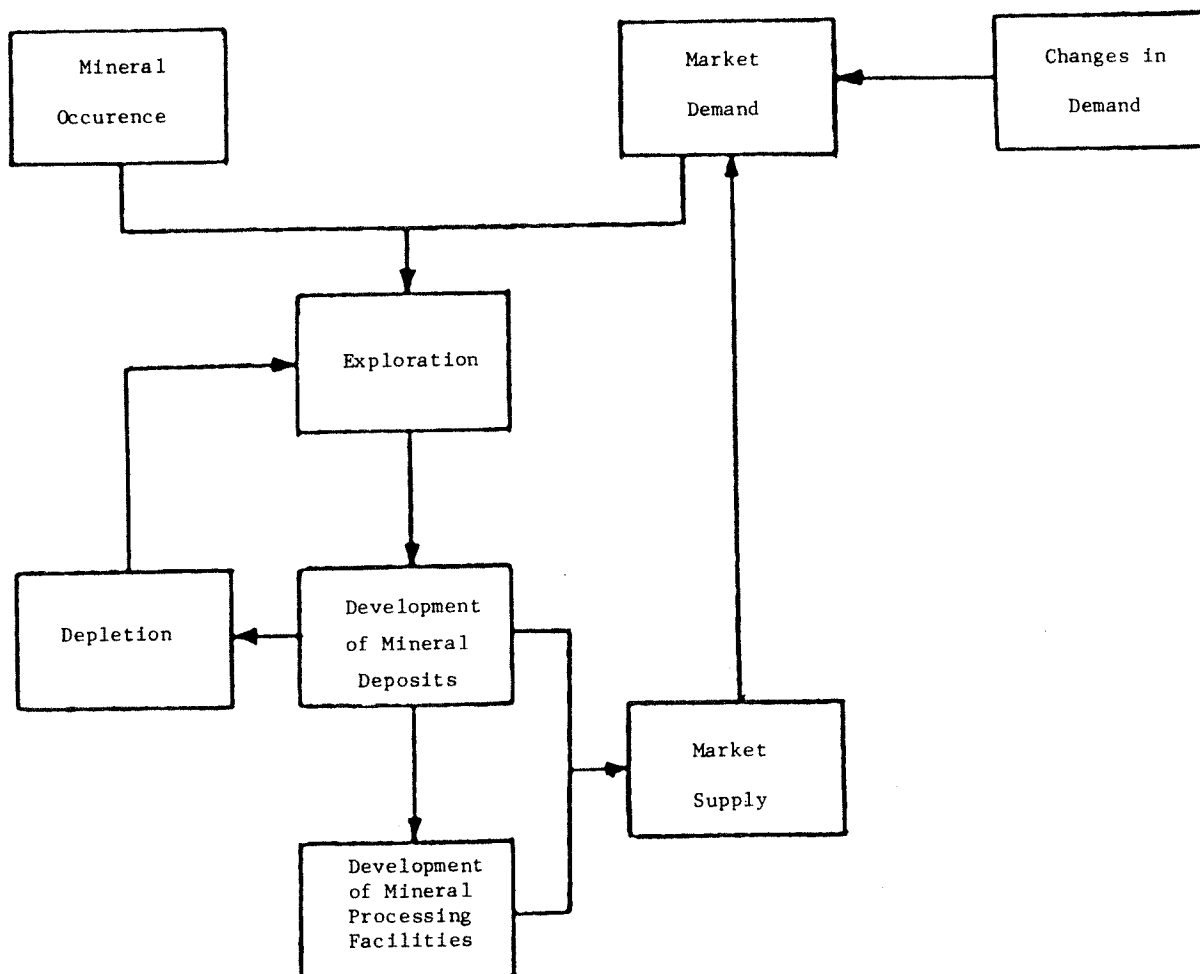 Mineral
Occurence
Market
Demand
Changes in
Demand
Exploration
Depletion
Development
of Mineral
Deposits
Market
Supply
Development
of Mineral
Processing
Facilities